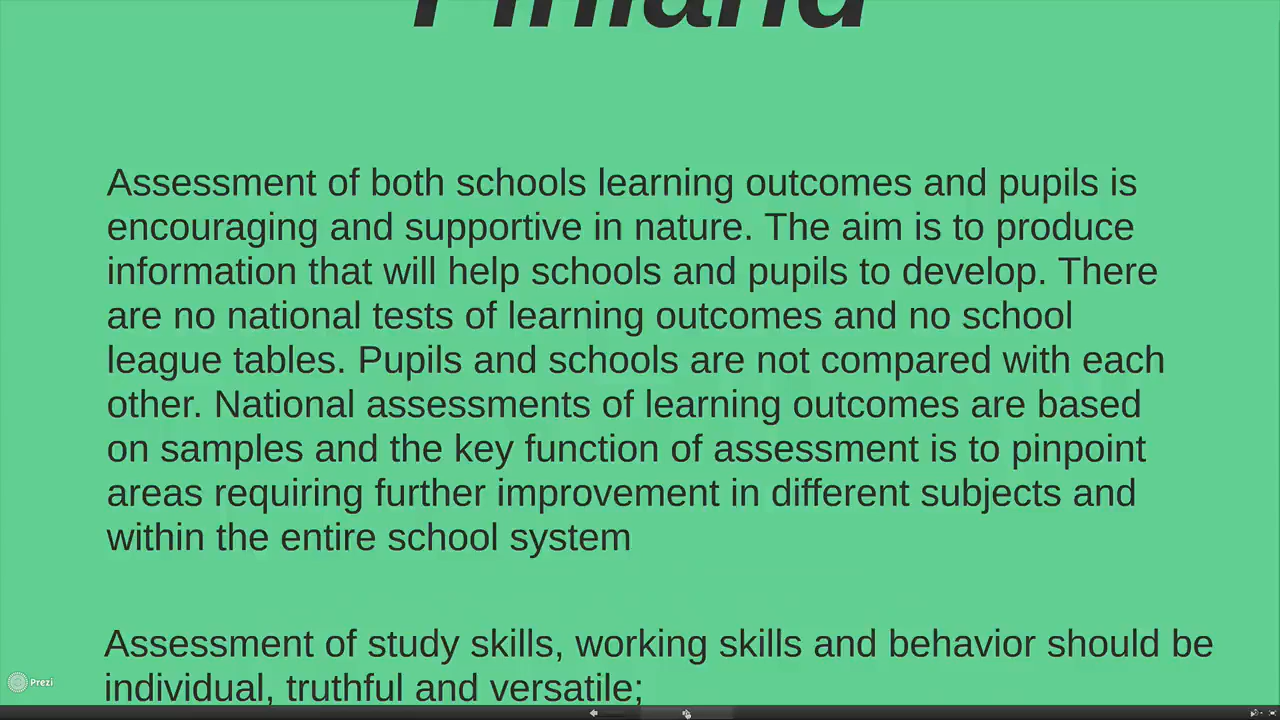 Finland
Assessment of both schools learning outcomes and pupils is
encouraging and supportive in nature. The aim is to produce
information that will help schools and pupils to develop. There
are no national tests of learning outcomes and no school
league tables. Pupils and schools are not compared with each
other. National assessments of learning outcomes are based
on samples and the key function of assessment is to pinpoint
areas requiring further improvement in different subjects and
within the entire school system
Assessment of study skills, working skills and behavior should be
individual, truthful and versatile;
Prezi